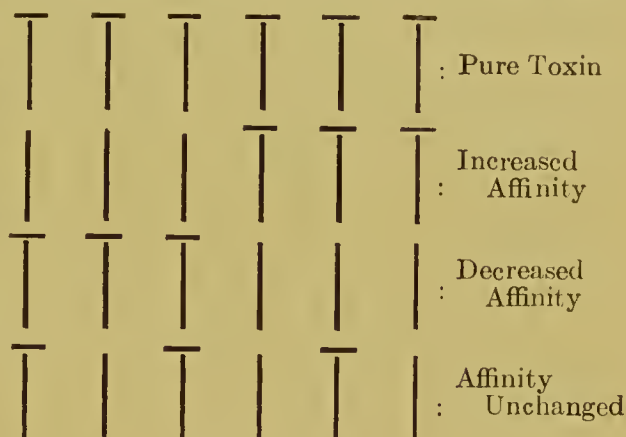 : Pure Toxin
Increased
: Affinity
Decreased
: Affinity
Affinity
: Unchanged